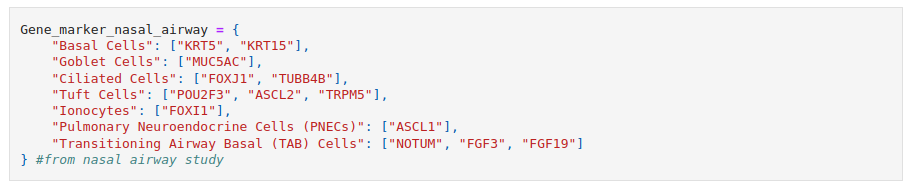 Gene_marker_nasal_airway = {
    "Basal Cells": ["KRT5", "KRT15"],
    "Goblet Cells": ["MUC5AC"],
    "Ciliated Cells": ["FOXJ1", "TUBB4B"],
    "Tuft Cells": ["POU2F3", "ASCL2", "TRPM5"],
    "Ionocytes": ["FOXI1"],
    "Pulmonary Neuroendocrine Cells (PNECs)": ["ASCL1"],
    "Transitioning Airway Basal (TAB) Cells": ["NOTUM", "FGF3", "FGF19"]
} #from nasal airway study